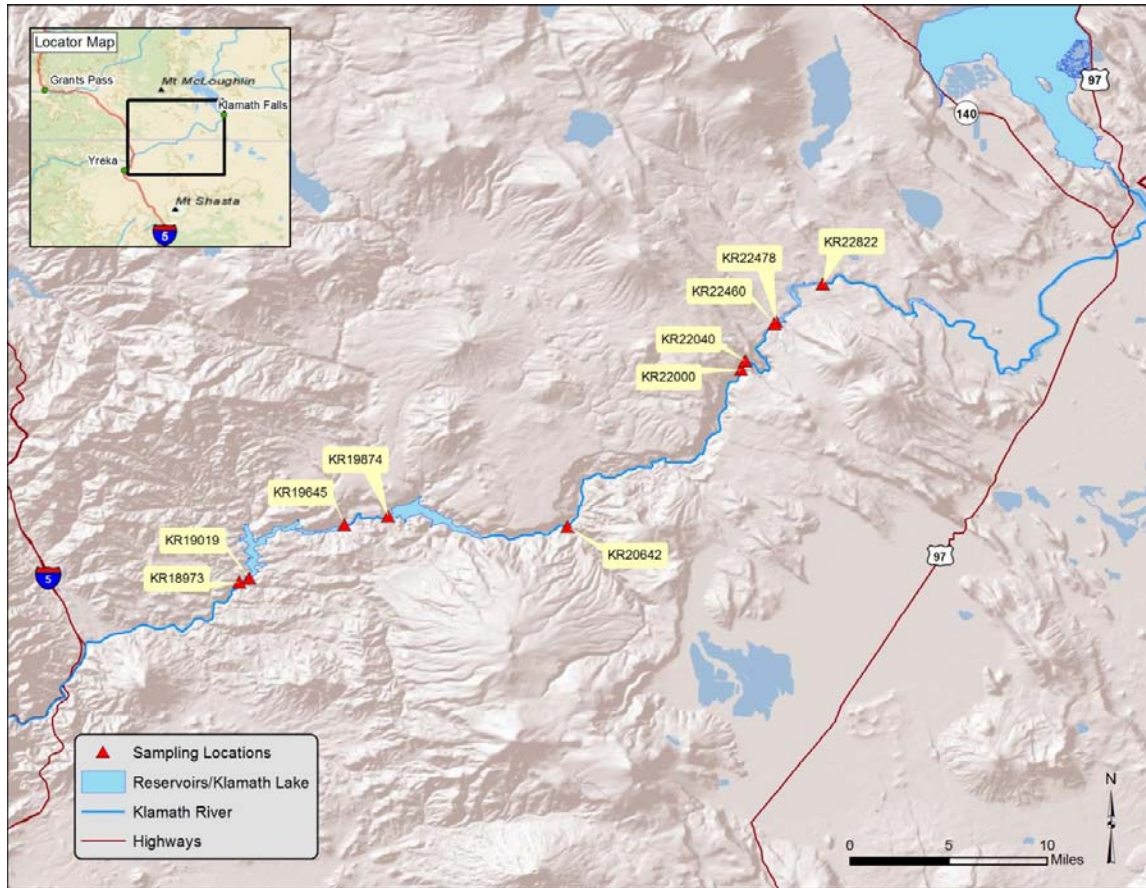 Locator Map
Grants Pass
Mt McLoughlin
Klamath Falls
Yreka
Mt Shasta
5
97
140
KR22822
KR22478
KR22460
KR22040
KR22000
KR19874
KR19645
KR20642
KR19019
KR18973
97
5
Sampling Locations
Reservoirs/Klamath Lake
Klamath River
Highways
N
0 5 10
Miles